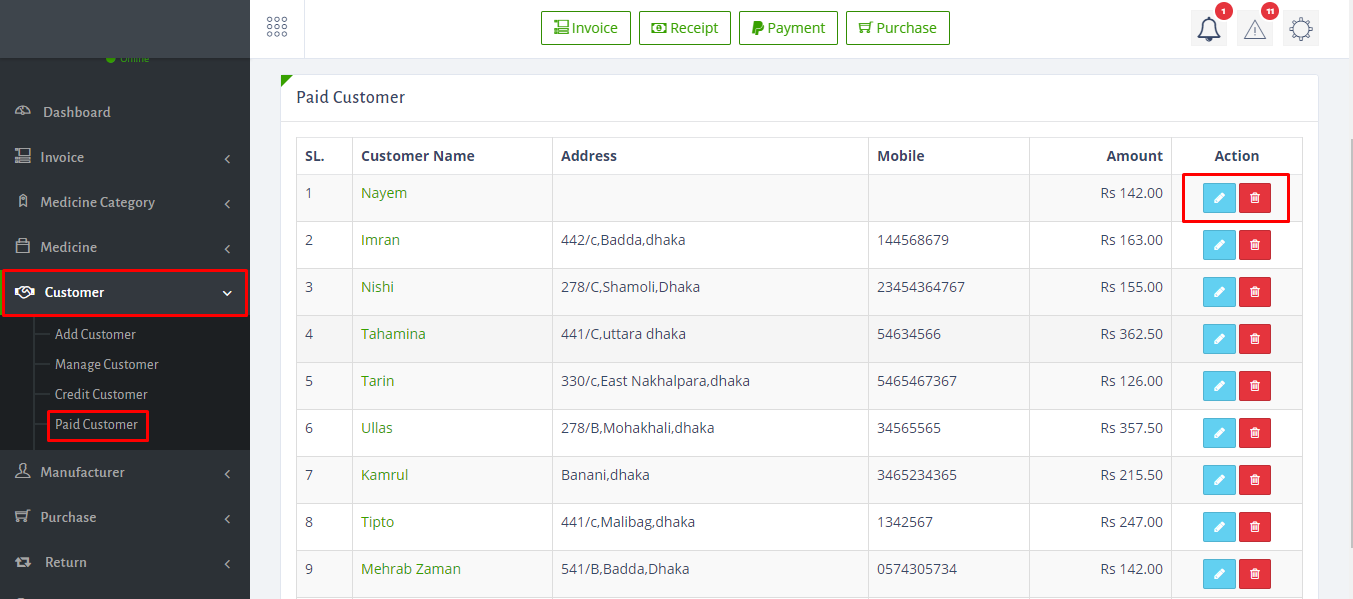 Invoice Receipt Payment Purchase
1 11
Online
Dashboard
Invoice
Medicine Category
Medicine
Customer
Add Customer
Manage Customer
Credit Customer
Paid Customer
Manufacturer
Purchase
Return
Paid Customer
SL. Customer Name Address Mobile Amount Action
1 Nayem Rs 142.00
2 Imran 442/c,Badda,dhaka 144568679 Rs 163.00
3 Nishi 278/C,Shamoli,Dhaka 23454364767 Rs 155.00
4 Tahamina 441/C,uttara dhaka 54634566 Rs 362.50
5 Tarin 330/c,East Nakhalpara,dhaka 5465467367 Rs 126.00
6 Ullas 278/B,Mohakhali,dhaka 34565565 Rs 357.50
7 Kamrul Banani,dhaka 3465234365 Rs 215.50
8 Tipto 441/c,Malibag,dhaka 1342567 Rs 247.00
9 Mehrab Zaman 541/B,Badda,Dhaka 0574305734 Rs 142.00